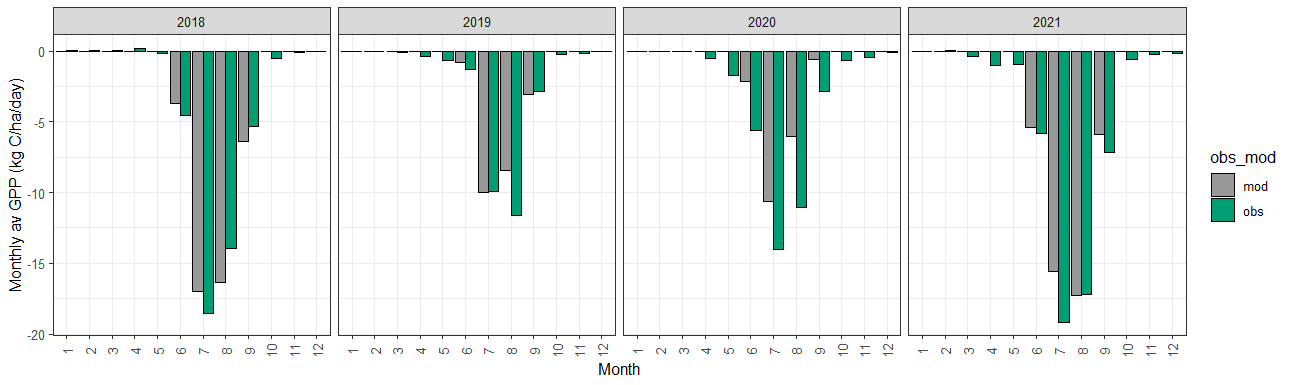 2018 2019 2020 2021
Monthly av GPP (kg C/ha/day)
0
-5
-10
-15
-20
1 2 3 4 5 6 7 8 9 10 11 12 1 2 3 4 5 6 7 8 9 10 11 12 1 2 3 4 5 6 7 8 9 10 11 12 1 2 3 4 5 6 7 8 9 10 11 12
Month
obs_mod
mod
obs